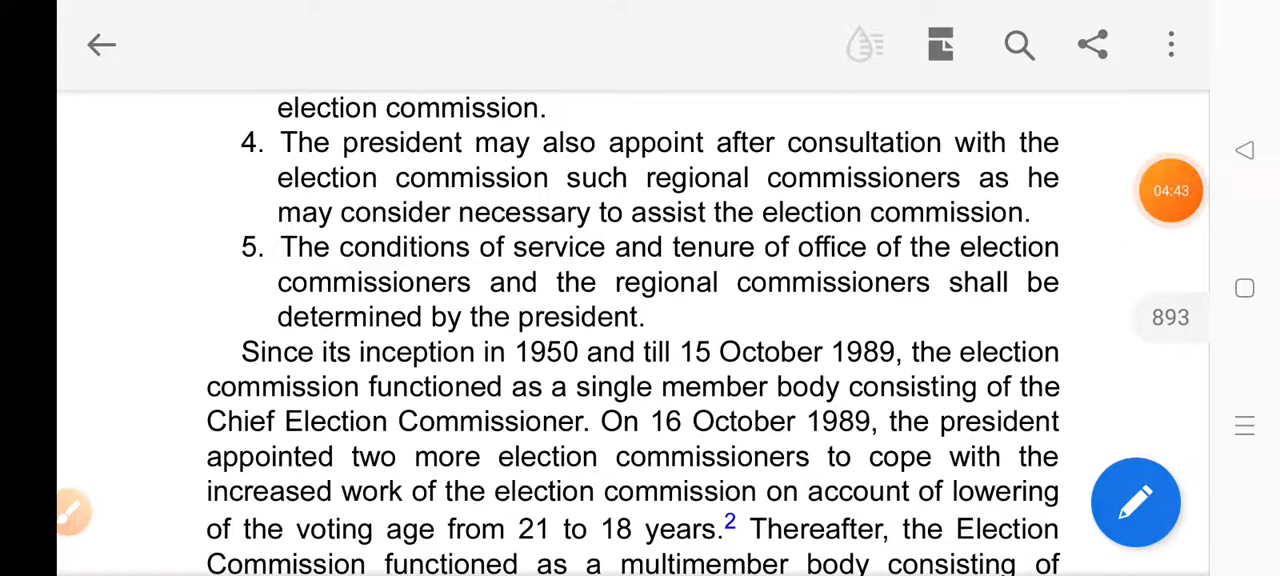 election commission.
4. The president may also appoint after consultation with the
election commission such regional commissioners as he
may consider necessary to assist the election commission.
5. The conditions of service and tenure of office of the election
commissioners and the regional commissioners shall be
determined by the president.
Since its inception in 1950 and till 15 October 1989, the election
commission functioned as a single member body consisting of the
Chief Election Commissioner. On 16 October 1989, the president
appointed two more election commissioners to cope with the
increased work of the election commission on account of lowering
of the voting age from 21 to 18 years.2 Thereafter, the Election
Commission functioned as a multimember body consisting of
04:43
893